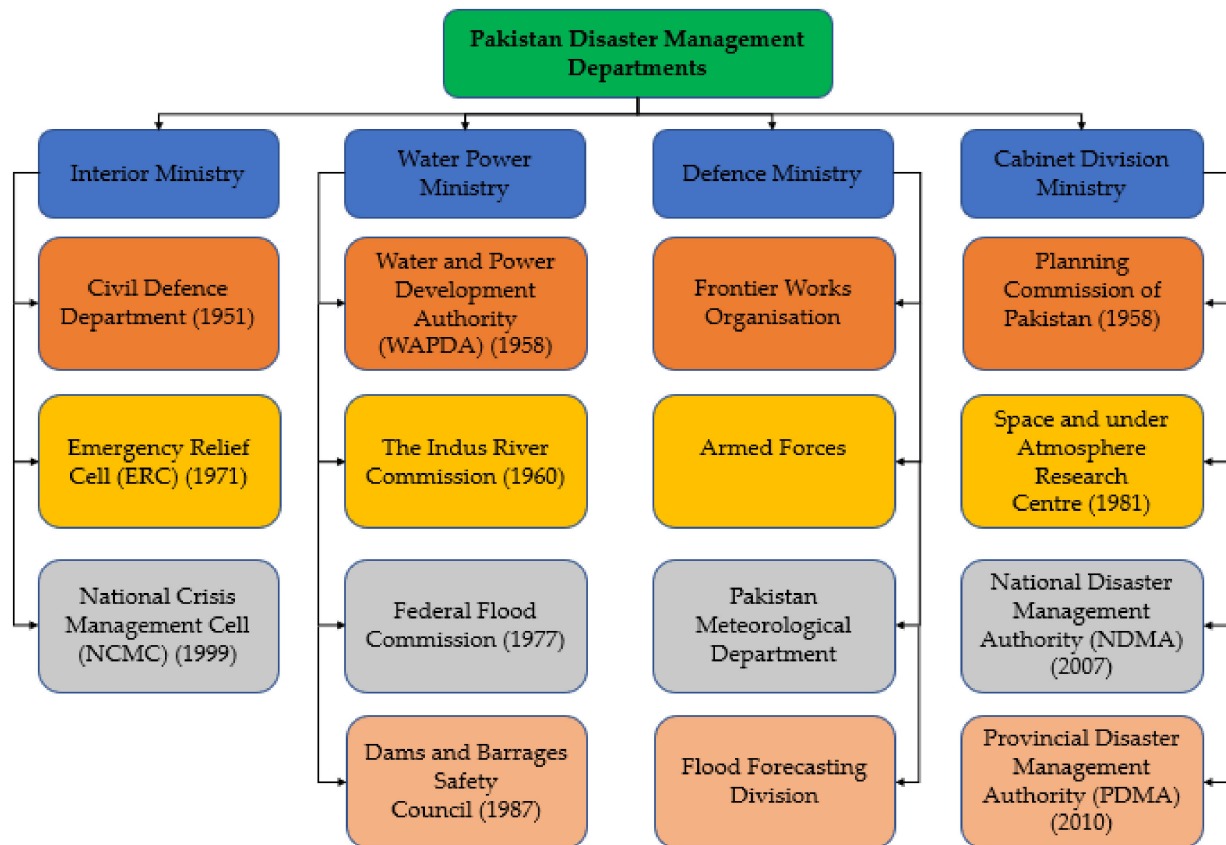 Pakistan Disaster Management
Departments
Interior Ministry
Water Power
Ministry
Defence Ministry
Cabinet Division
Ministry
Civil Defence
Department (1951)
Water and Power
Development
Authority
(WAPDA) (1958)
Frontier Works
Organisation
Planning
Commission of
Pakistan (1958)
Emergency Relief
Cell (ERC) (1971)
The Indus River
Commission (1960)
Armed Forces
Space and under
Atmosphere
Research
Centre (1981)
National Crisis
Management Cell
(NCMC) (1999)
Federal Flood
Commission (1977)
Pakistan
Meteorological
Department
National Disaster
Management
Authority (NDMA)
(2007)
Dams and Barrages
Safety
Council (1987)
Flood Forecasting
Division
Provincial Disaster
Management
Authority (PDMA)
(2010)